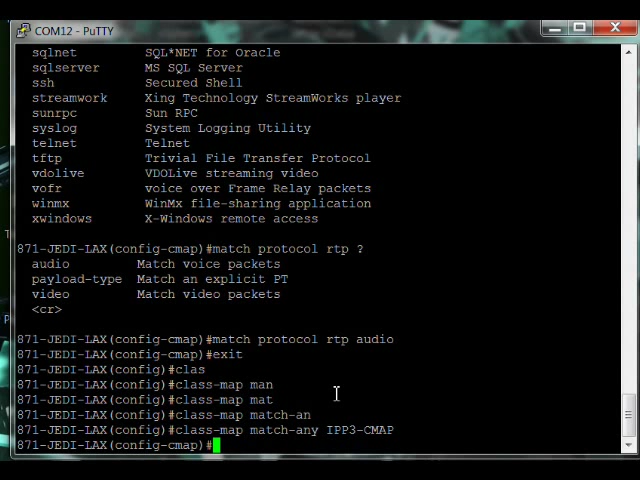 COM12 - PuTTY
sqlnet SQL*NET for Oracle
sqlserver MS SQL Server
ssh Secured Shell
streamwork Xing Technology StreamWorks player
sunrpc Sun RPC
syslog System Logging Utility
telnet Telnet
tftp Trivial File Transfer Protocol
vdolive VDOLive streaming video
vofr voice over Frame Relay packets
winmx WinMx file-sharing application
xwindows X-Windows remote access
871-JEDI-LAX(config-cmap)#match protocol rtp ?
audio Match voice packets
payload-type Match an explicit PT
video Match video packets
<cr>
871-JEDI-LAX(config-cmap)#match protocol rtp audio
871-JEDI-LAX(config-cmap)#exit
871-JEDI-LAX(config)#clas
871-JEDI-LAX(config)#class-map man
871-JEDI-LAX(config)#class-map mat
871-JEDI-LAX(config)#class-map match-an
871-JEDI-LAX(config)#class-map match-any IPP3-CMAP
871-JEDI-LAX(config-cmap)#